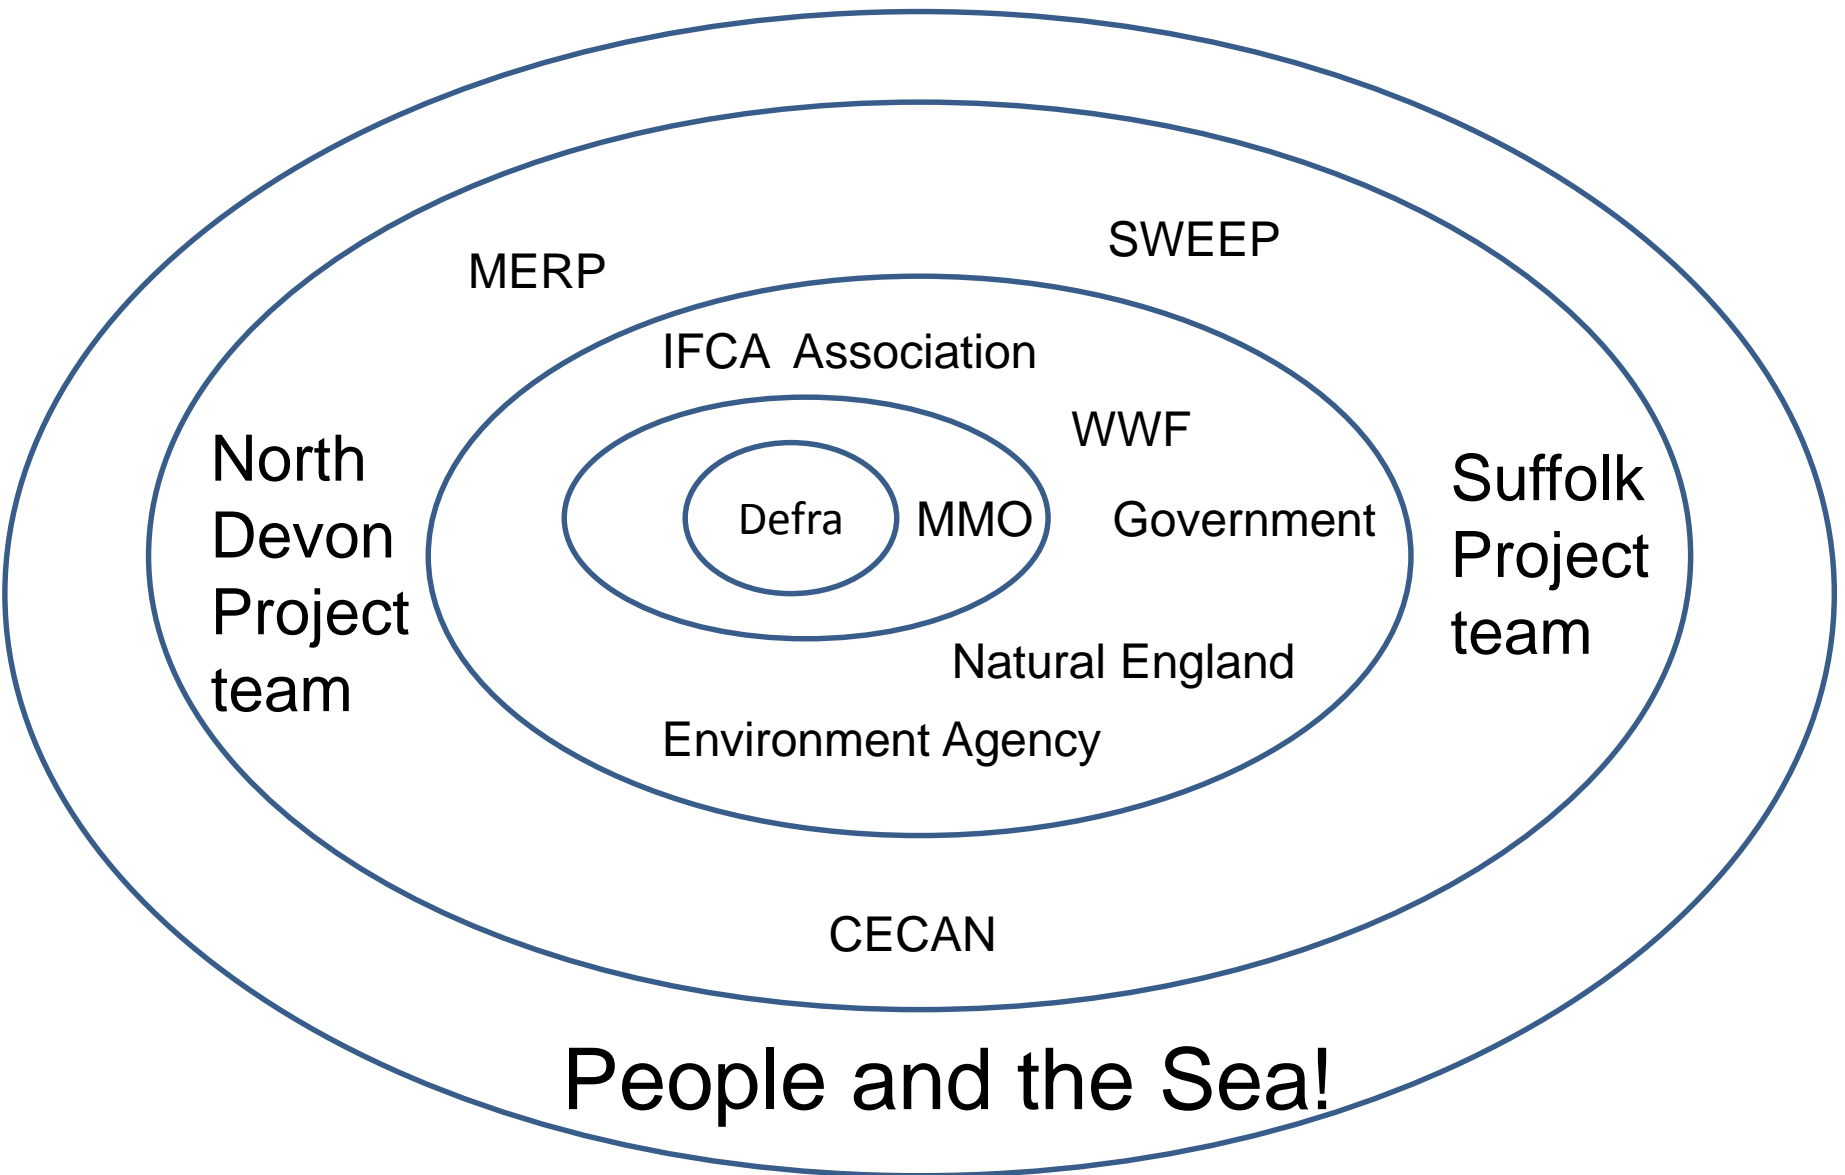 SWEEP
MERP
IFCA  Association
WWF
North
Devon
Project
team
Defra
MMO
Government
Suffolk
Project
team
Natural England
Environment Agency
CECAN
People and the Sea!